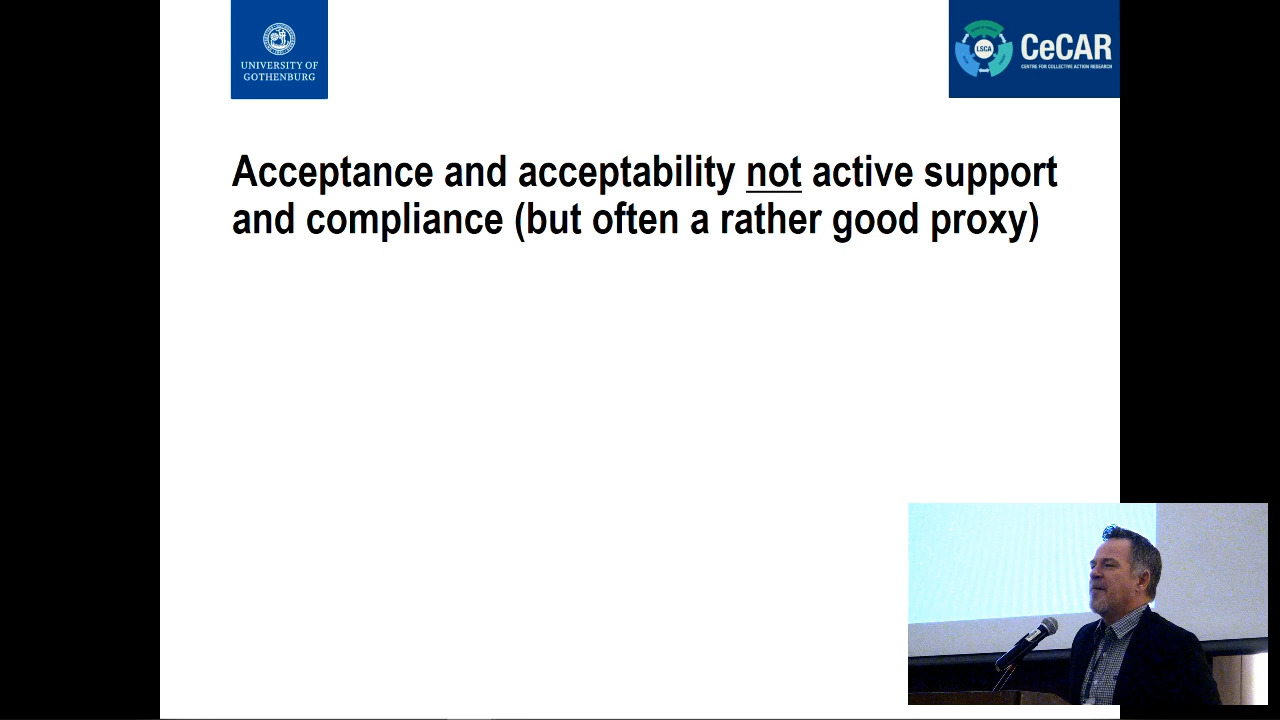 UNIVERSITY OF
GOTHENBURG
LSCA
CeCAR
CENTRE FOR COLLECTIVE ACTION RESEARCH
Acceptance and acceptability not active support
and compliance (but often a rather good proxy)